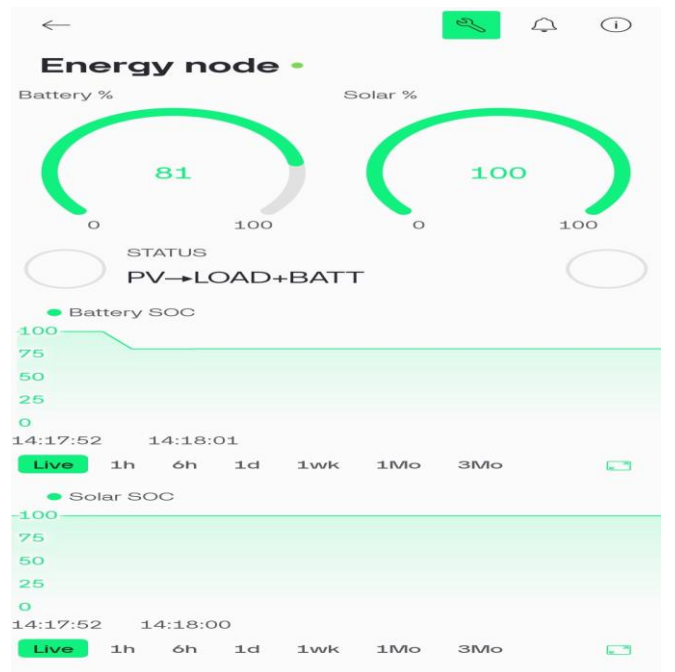 Energy node
Battery %
Solar %
81
100
0 100
0 100
STATUS
PV→LOAD+BATT
Battery SOC
100
75
50
25
0
14:17:52 14:18:01
Live 1h 6h 1d 1wk 1Mo 3Mo
Solar SOC
100
75
50
25
0
14:17:52 14:18:00
Live 1h 6h 1d 1wk 1Mo 3Mo